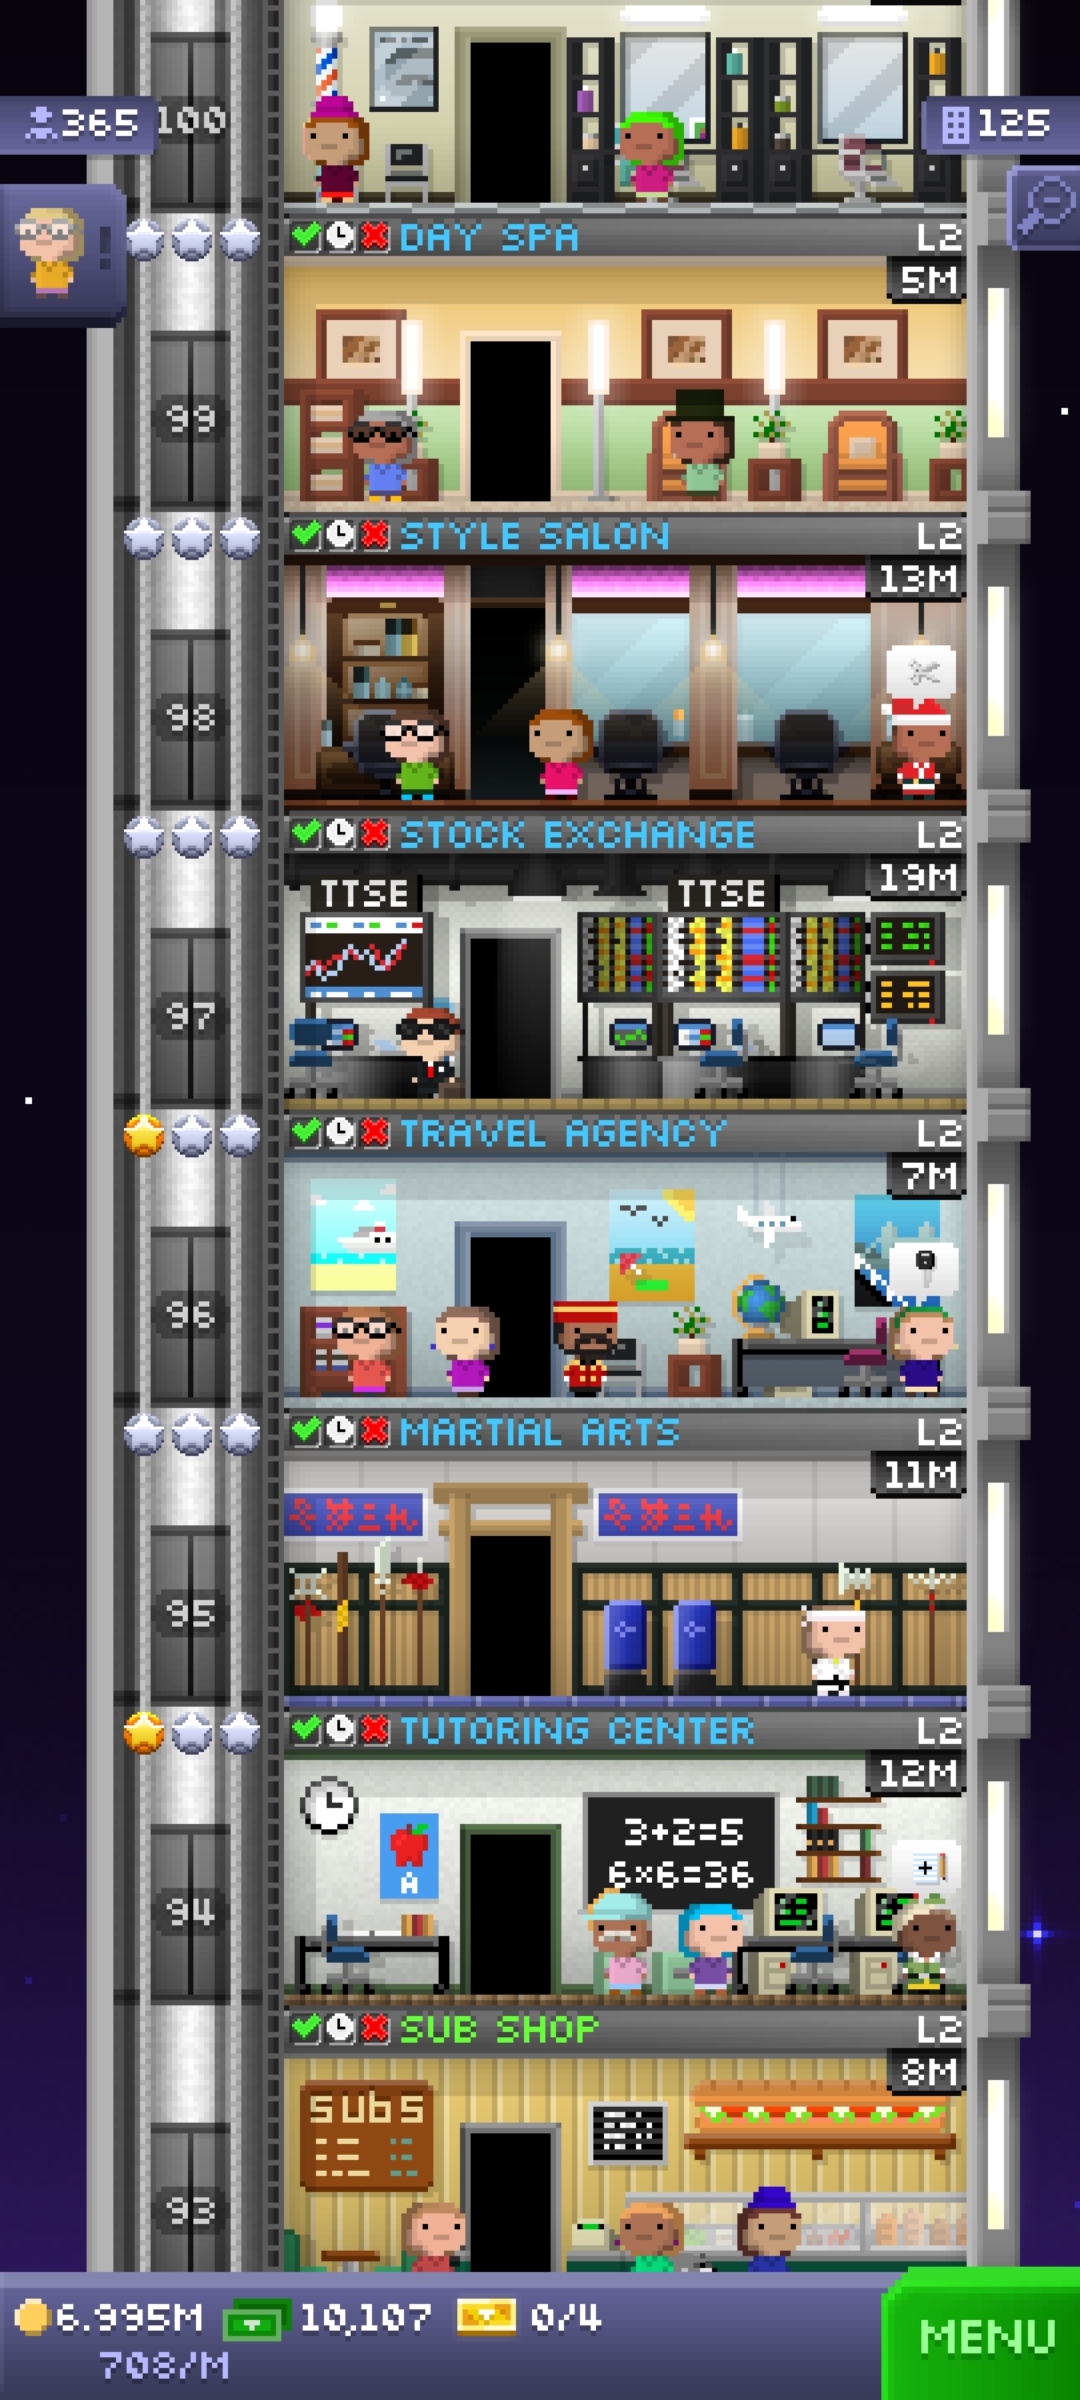 100
365
125
!
DAY SPA L2
5M
99
STYLE SALON L2
13M
98
STOCK EXCHANGE L2
19M
TTSE TTSE
97
TRAVEL AGENCY L2
7M
96
MARTIAL ARTS L2
11M
95
TUTORING CENTER L2
12M
3+2=5
6×6=36
A
+
94
SUB SHOP L2
8M
SUBS
93
6.995M 10,107 0/4
708/M
MENU